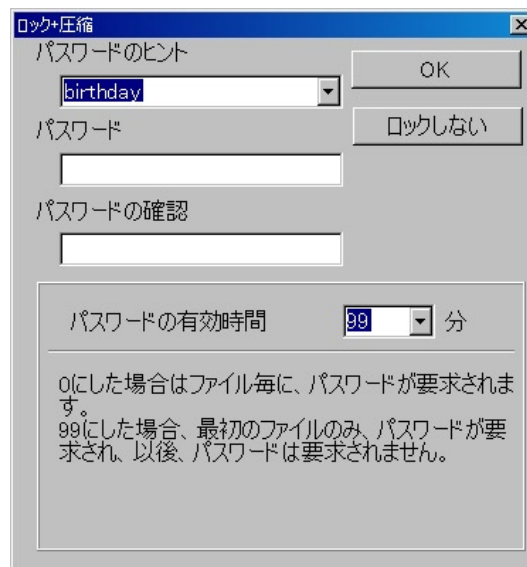 ロック+圧縮
パスワードのヒント
OK
birthday
ロックしない
パスワード
パスワードの確認
パスワードの有効時間 99 分
0にした場合はファイル毎に、パスワードが要求されま
す。
99にした場合、最初のファイルのみ、パスワードが要
求され、以後、パスワードは要求されません。